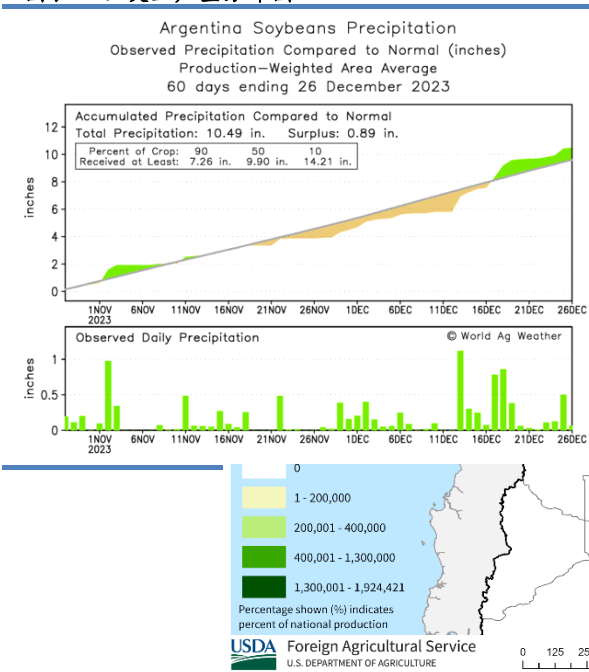 Argentina Soybeans Precipitation
Observed Precipitation Compared to Normal (inches)
Production-Weighted Area Average
60 days ending 26 December 2023
Accumulated Precipitation Compared to Normal
Total Precipitation: 10.49 in. Surplus: 0.89 in.
Percent of Crop: 90 50 10
Received at Least: 7.26 in. 9.90 in. 14.21 in.
inches
12
10
8
6
4
2
0
1NOV 6NOV 11NOV 16NOV 21NOV 26NOV 1DEC 6DEC 11DEC 16DEC 21DEC 26DEC
2023
Observed Daily Precipitation © World Ag Weather
inches
1
0.5
0
1NOV 6NOV 11NOV 16NOV 21NOV 26NOV 1DEC 6DEC 11DEC 16DEC 21DEC 26DEC
2023
0
1 - 200,000
200,001 - 400,000
400,001 - 1,300,000
1,300,001 - 1,924,421
Percentage shown (%) indicates
percent of national production
USDA Foreign Agricultural Service
U.S. DEPARTMENT OF AGRICULTURE
0 125